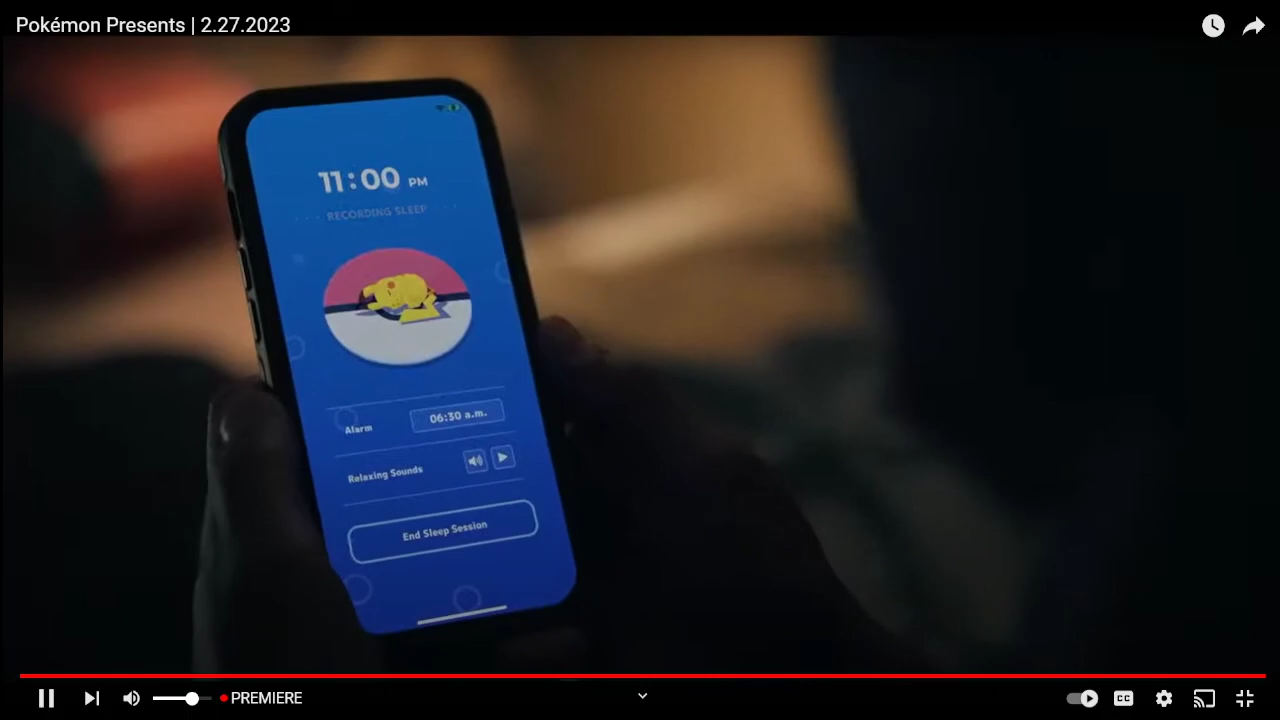 Pokémon Presents | 2.27.2023
11:00 PM
RECORDING SLEEP
Alarm 06:30 a.m.
Relaxing Sounds
End Sleep Session
PREMIERE
CC